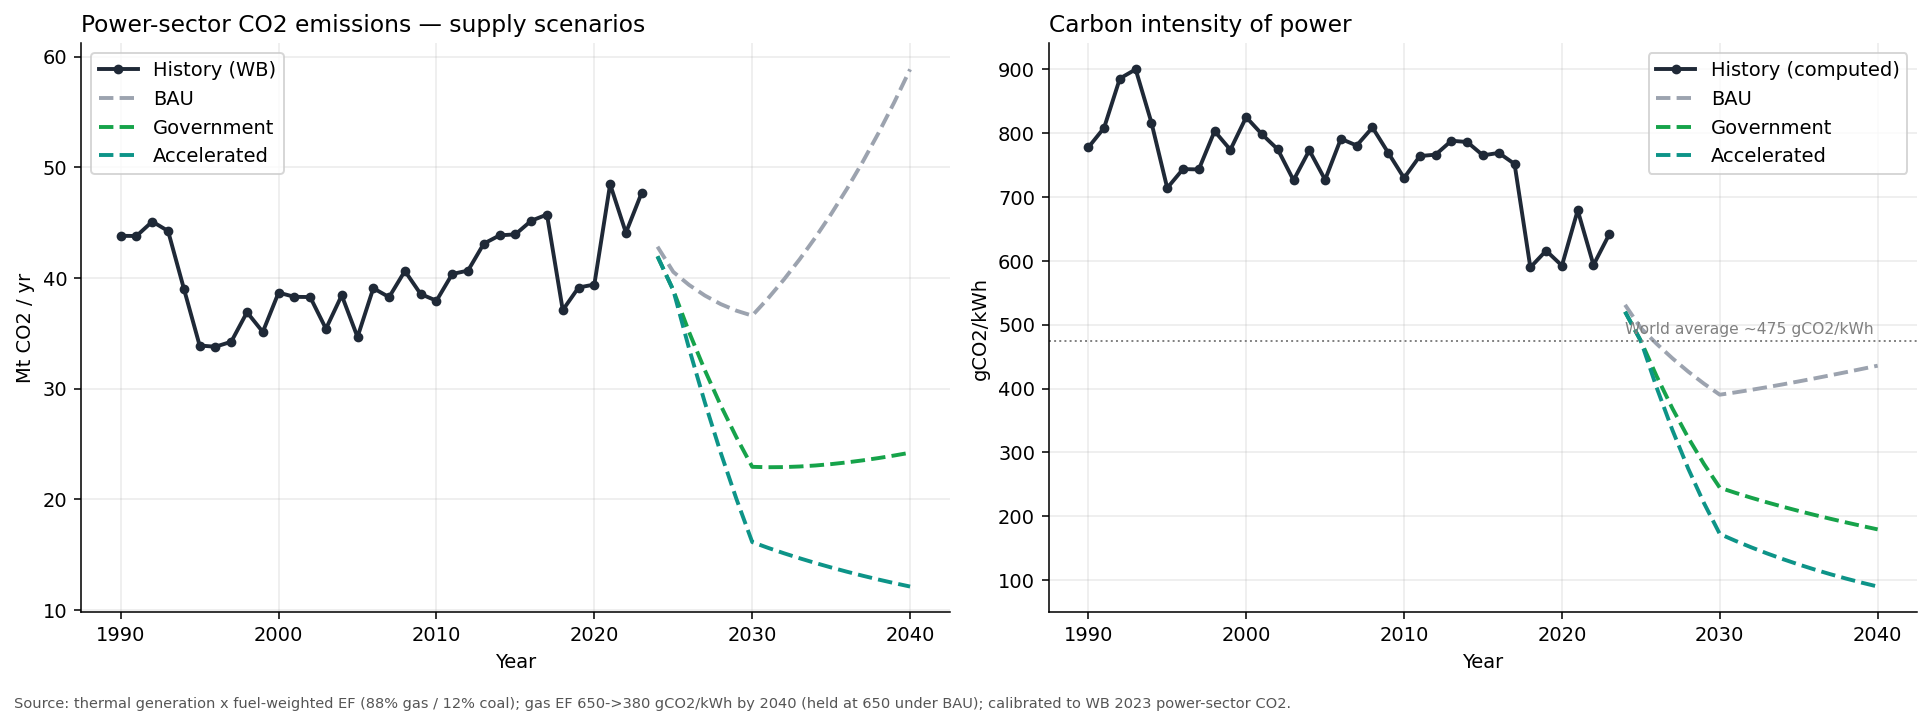 Power-sector CO2 emissions — supply scenarios
60
50
40
30
20
10
Mt CO2 / yr
History (WB)
BAU
Government
Accelerated
1990
2000
2010
2020
2030
2040
Year
Carbon intensity of power
900
800
700
600
500
400
300
200
100
gCO2/kWh
History (computed)
BAU
Government
Accelerated
World average ~475 gCO2/kWh
1990
2000
2010
2020
2030
2040
Year
Source: thermal generation x fuel-weighted EF (88% gas / 12% coal); gas EF 650->380 gCO2/kWh by 2040 (held at 650 under BAU); calibrated to WB 2023 power-sector CO2.